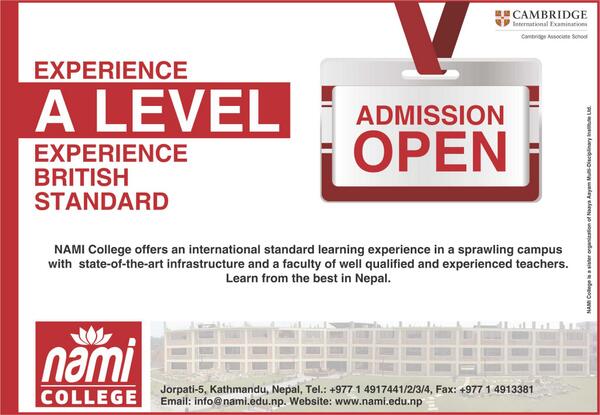 CAMBRIDGE
International Examinations
Cambridge Associate School
EXPERIENCE
A LEVEL
EXPERIENCE
BRITISH
STANDARD
ADMISSION
OPEN
NAMI College offers an international standard learning experience in a sprawling campus
with state-of-the-art infrastructure and a faculty of well qualified and experienced teachers.
Learn from the best in Nepal.
NAMI College is a sister organization of Naaya Aayam Multi-Disciplinary Institute Ltd.
nami
COLLEGE
Jorpati-5, Kathmandu, Nepal, Tel.: +977 1 4917441/2/3/4, Fax: +977 1 4913381
Email: info@nami.edu.np. Website: www.nami.edu.np